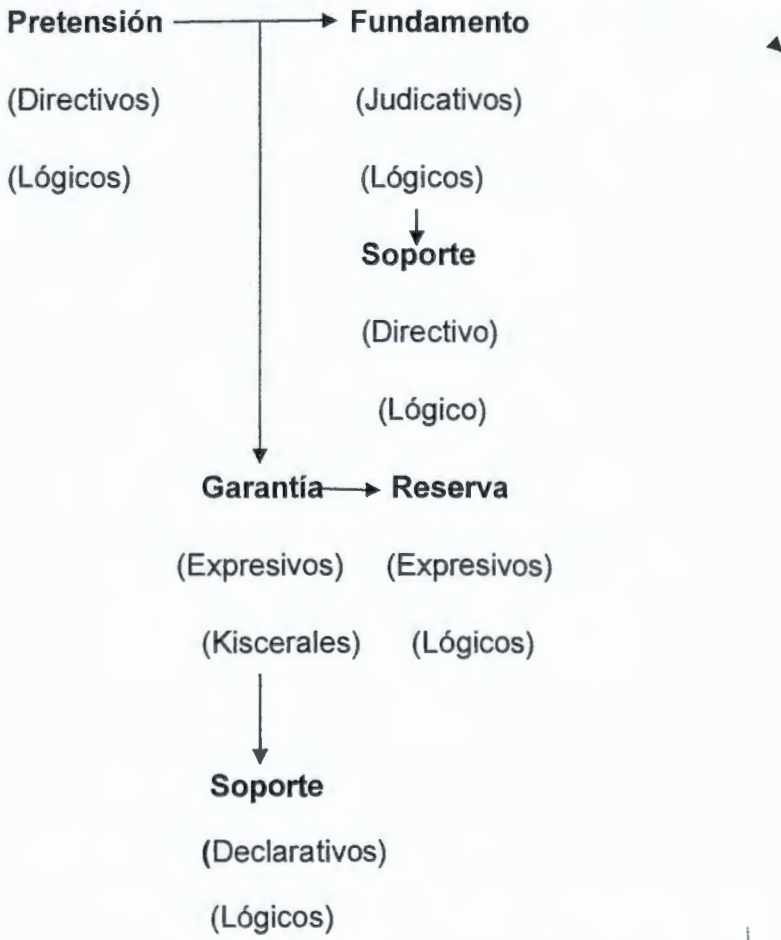 Pretensión Fundamento
(Directivos) (Judicativos)
(Lógicos) (Lógicos)
Soporte
(Directivo)
(Lógico)
Garantía Reserva
(Expresivos) (Expresivos)
(Kiscerales) (Lógicos)
Soporte
(Declarativos)
(Lógicos)